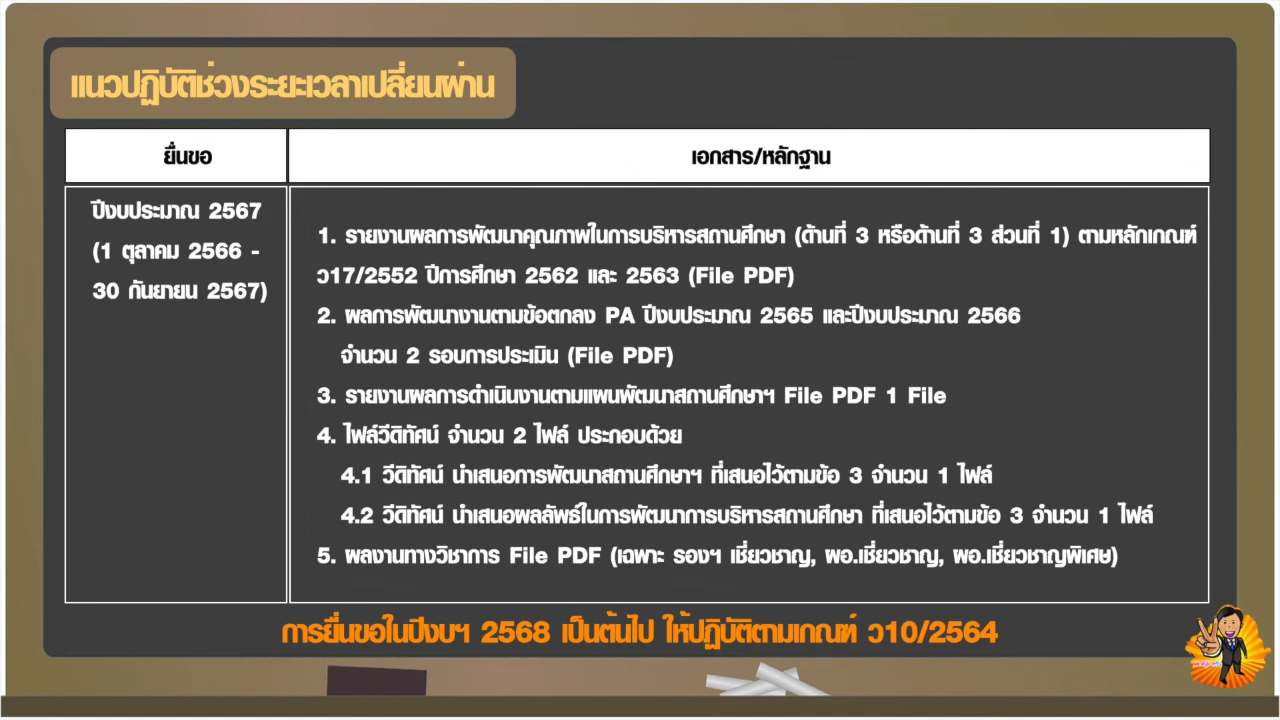 แนวปฏิบัติช่วงระยะเวลาเปลี่ยนผ่าน
ยื่นขอ
เอกสาร/หลักฐาน
ปีงบประมาณ 2567
(1 ตุลาคม 2566 -
30 กันยายน 2567)
1. รายงานผลการพัฒนาคุณภาพในการบริหารสถานศึกษา (ด้านที่ 3 หรือด้านที่ 3 ส่วนที่ 1) ตามหลักเกณฑ์
ว17/2552 ปีการศึกษา 2562 และ 2563 (File PDF)
2. ผลการพัฒนางานตามข้อตกลง PA ปีงบประมาณ 2565 และปีงบประมาณ 2566
จำนวน 2 รอบการประเมิน (File PDF)
3. รายงานผลการดำเนินงานตามแผนพัฒนาสถานศึกษาฯ File PDF 1 File
4. ไฟล์วีดิทัศน์ จำนวน 2 ไฟล์ ประกอบด้วย
4.1 วีดิทัศน์ นำเสนอการพัฒนาสถานศึกษาฯ ที่เสนอไว้ตามข้อ 3 จำนวน 1 ไฟล์
4.2 วีดิทัศน์ นำเสนอผลลัพธ์ในการพัฒนาการบริหารสถานศึกษา ที่เสนอไว้ตามข้อ 3 จำนวน 1 ไฟล์
5. ผลงานทางวิชาการ File PDF (เฉพาะ รองฯ เชี่ยวชาญ, ผอ.เชี่ยวชาญ, ผอ.เชี่ยวชาญพิเศษ)
การยื่นขอในปีงบฯ 2568 เป็นต้นไป ให้ปฏิบัติตามเกณฑ์ ว10/2564